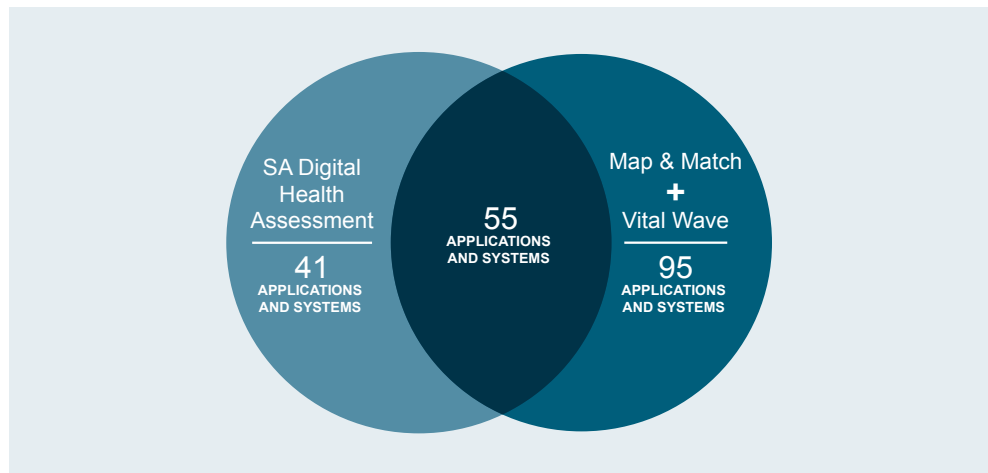 SA Digital
Health
Assessment
41
APPLICATIONS
AND SYSTEMS
55
APPLICATIONS
AND SYSTEMS
Map & Match
+
Vital Wave
95
APPLICATIONS
AND SYSTEMS